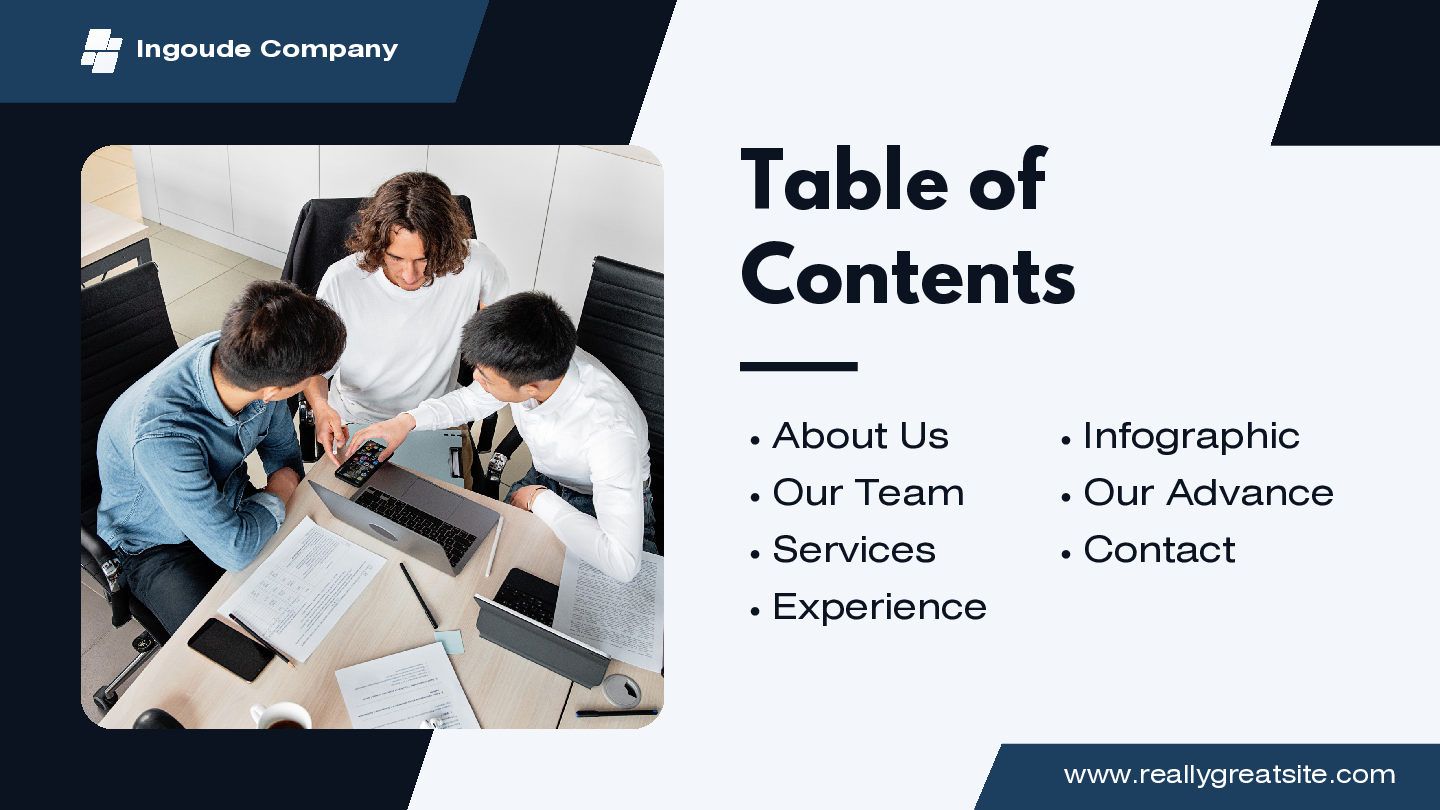 Ingoude Company
Table of
Contents
• About Us
• Our Team
• Services
• Experience
• Infographic
• Our Advance
• Contact
www.reallygreatsite.com